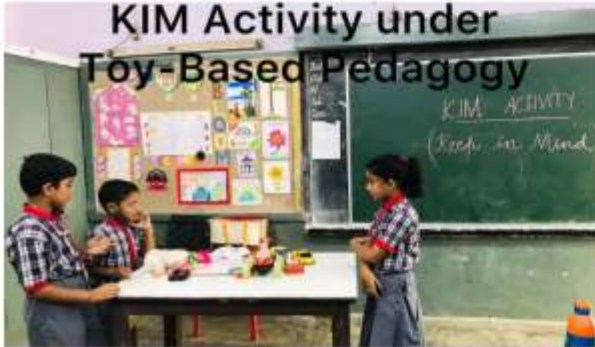 KIM Activity under
Toy-Based Pedagogy
KIM ACTIVITY
(Keep in Mind